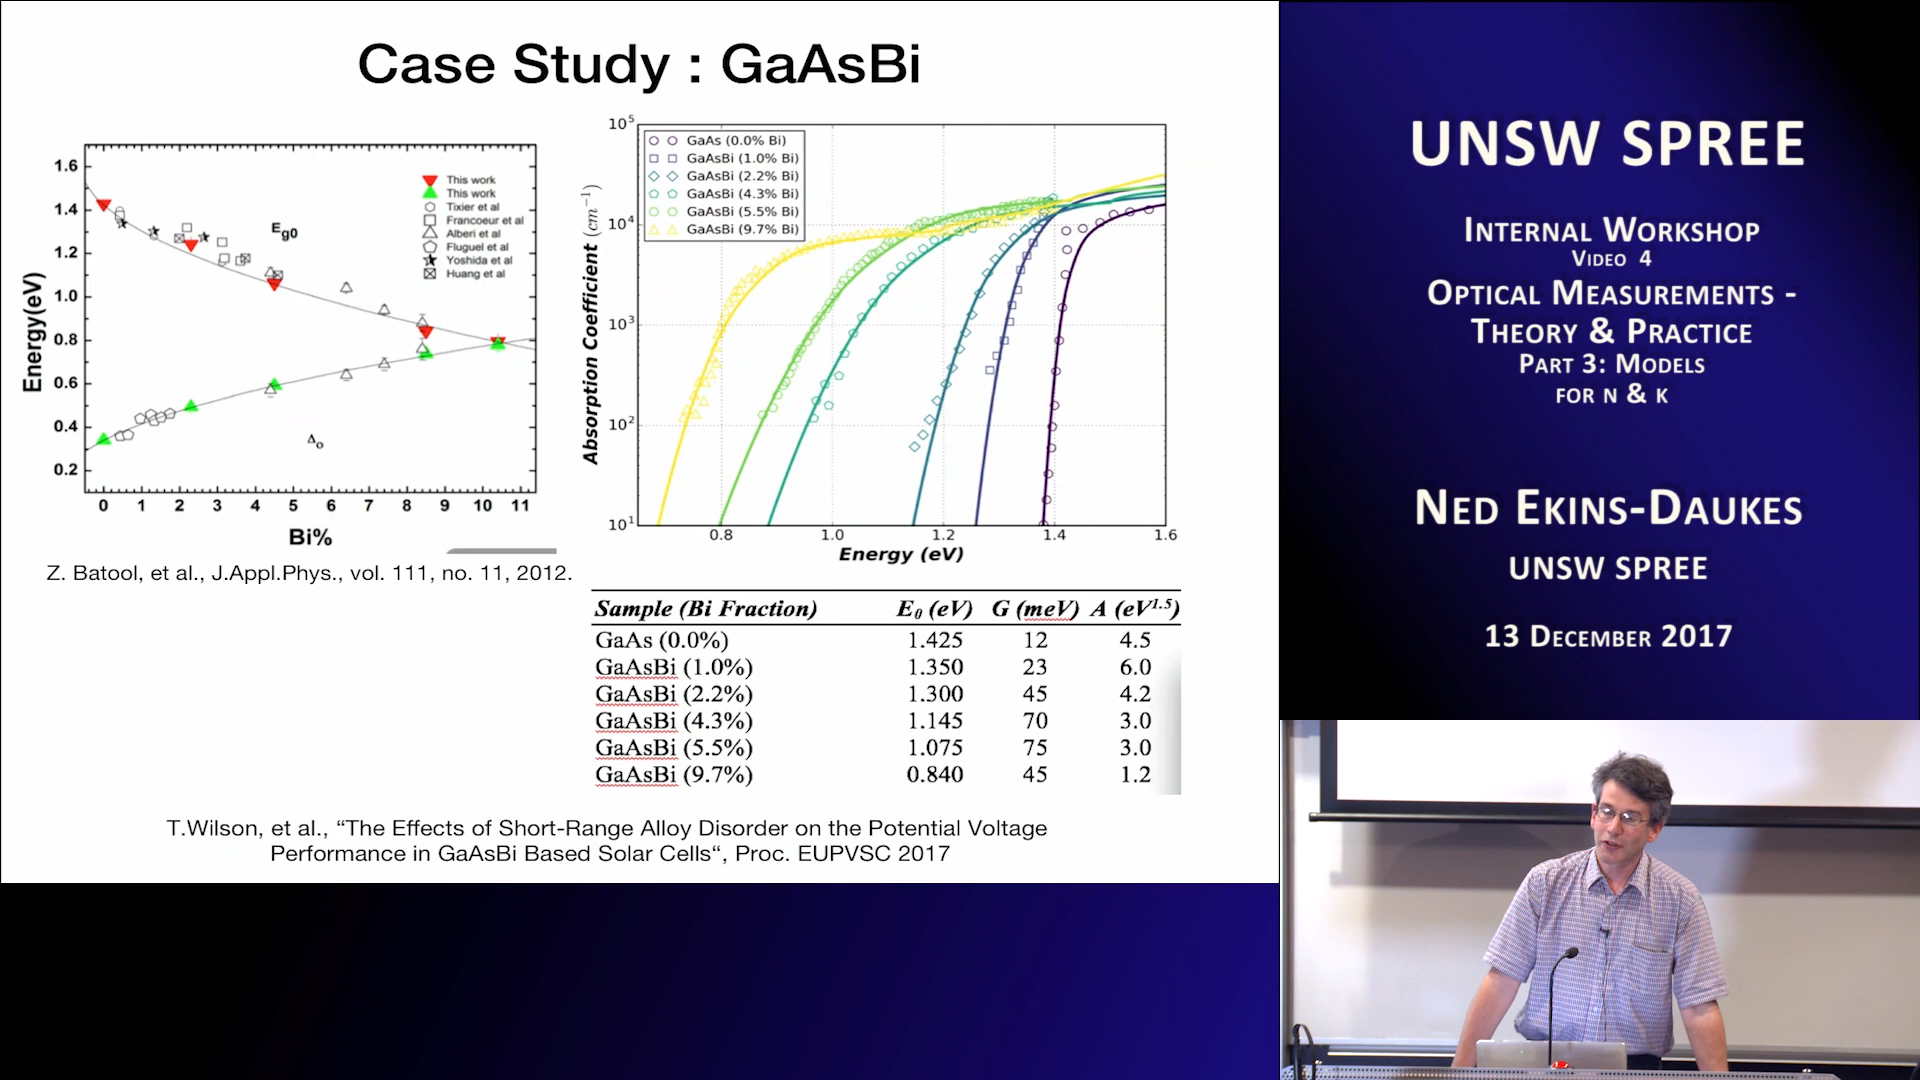 Case Study : GaAsBi
1.6
1.4
1.2
1.0
0.8
0.6
0.4
0.2
Energy(eV)
0 1 2 3 4 5 6 7 8 9 10 11
Bi%
This work
This work
Tixier et al
Francoeur et al
Alberi et al
Fluguel et al
Yoshida et al
Huang et al
Eg0
Δo
Z. Batool, et al., J.Appl.Phys., vol. 111, no. 11, 2012.
10⁵
10⁴
10³
10²
10¹
Absorption Coefficient (cm⁻¹)
GaAs (0.0% Bi)
GaAsBi (1.0% Bi)
GaAsBi (2.2% Bi)
GaAsBi (4.3% Bi)
GaAsBi (5.5% Bi)
GaAsBi (9.7% Bi)
0.8 1.0 1.2 1.4 1.6
Energy (eV)
Sample (Bi Fraction) E₀ (eV) G (meV) A (eV¹·⁵)
GaAs (0.0%) 1.425 12 4.5
GaAsBi (1.0%) 1.350 23 6.0
GaAsBi (2.2%) 1.300 45 4.2
GaAsBi (4.3%) 1.145 70 3.0
GaAsBi (5.5%) 1.075 75 3.0
GaAsBi (9.7%) 0.840 45 1.2
T.Wilson, et al., “The Effects of Short-Range Alloy Disorder on the Potential Voltage
Performance in GaAsBi Based Solar Cells“, Proc. EUPVSC 2017
UNSW SPREE
Internal Workshop
Video 4
Optical Measurements -
Theory & Practice
Part 3: Models
for n & k
Ned Ekins-Daukes
UNSW SPREE
13 December 2017